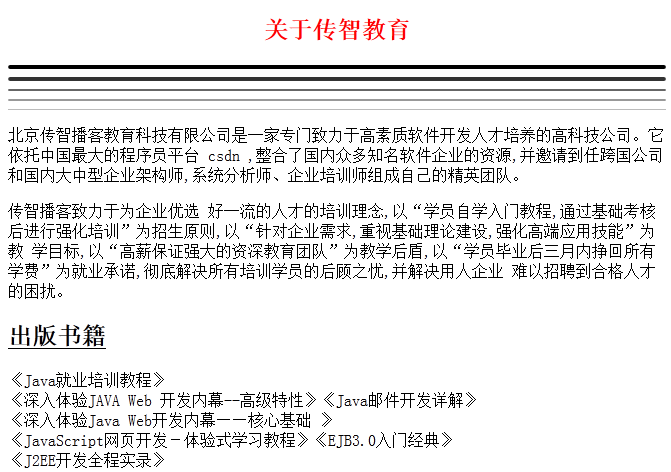 关于传智教育
北京传智播客教育科技有限公司是一家专门致力于高素质软件开发人才培养的高科技公司。它
依托中国最大的程序员平台 csdn ,整合了国内众多知名软件企业的资源,并邀请到任跨国公司
和国内大中型企业架构师,系统分析师、企业培训师组成自己的精英团队。
传智播客致力于为企业优选 好一流的人才的培训理念,以“学员自学入门教程,通过基础考核
后进行强化培训”为招生原则,以“针对企业需求,重视基础理论建设,强化高端应用技能”为
教 学目标,以“高薪保证强大的资深教育团队”为教学后盾,以“学员毕业后三月内挣回所有
学费”为就业承诺,彻底解决所有培训学员的后顾之忧,并解决用人企业 难以招聘到合格人才
的困扰。
出版书籍
《Java就业培训教程》
《深入体验JAVA Web 开发内幕--高级特性》《Java邮件开发详解》
《深入体验Java Web开发内幕——核心基础 》
《JavaScript网页开发－体验式学习教程》《EJB3.0入门经典》
《J2EE开发全程实录》